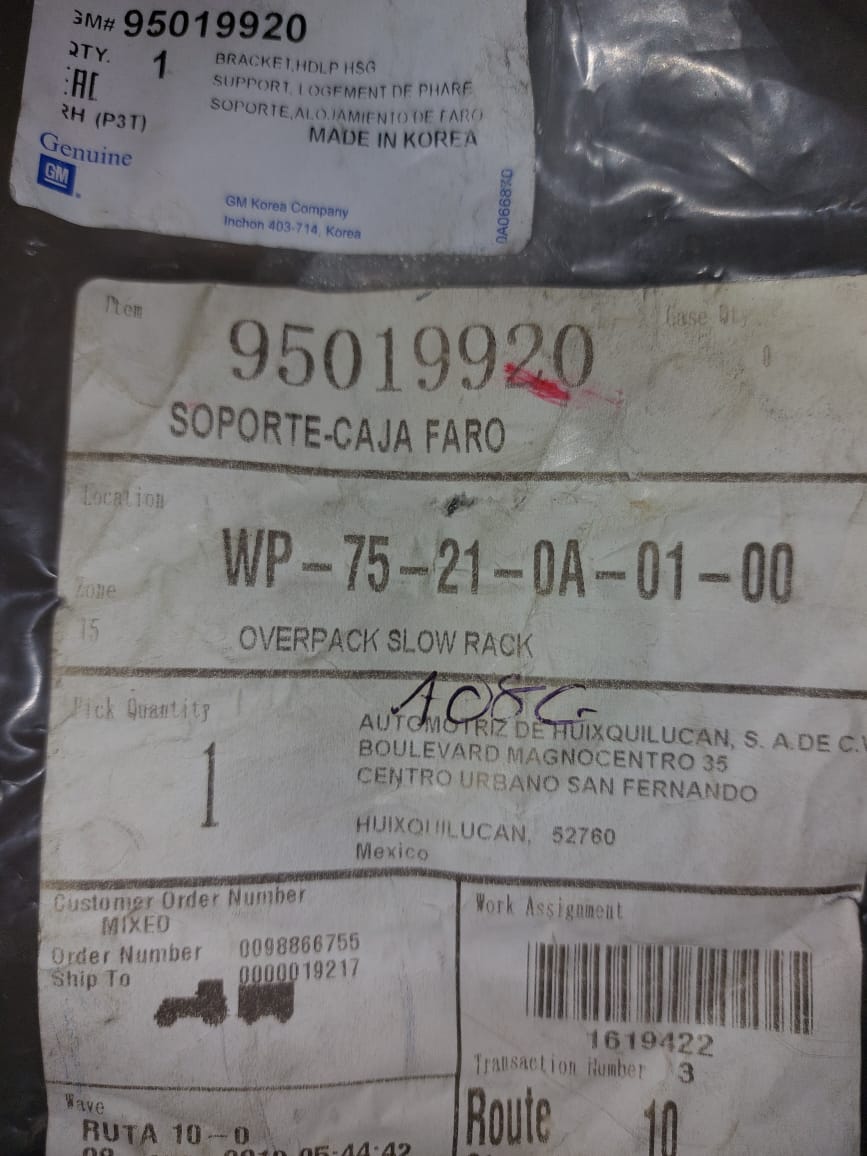 GM# 95019920
QTY. 1
BRACKET,HDLP HSG
SUPPORT, LOGEMENT DE PHARE
SOPORTE,ALOJAMIENTO DE FARO
RH (P3T)
MADE IN KOREA
Genuine
GM
GM Korea Company
Inchon 403-714, Korea
Item
Case Qty
95019920
0
SOPORTE-CAJA FARO
Location
WP-75-21-0A-01-00
Zone
15
OVERPACK SLOW RACK
Pick Quantity
1
AUTOMOTRIZ DE HUIXQUILUCAN, S. A.DE C.V
BOULEVARD MAGNOCENTRO 35
CENTRO URBANO SAN FERNANDO
HUIXQUILUCAN, 52760
Mexico
Customer Order Number
MIXED
Order Number 0098866755
Ship To 0000019217
Work Assignment
1619422
Transaction Number 3
Wave
RUTA 10-0
Route 10
05:44:42